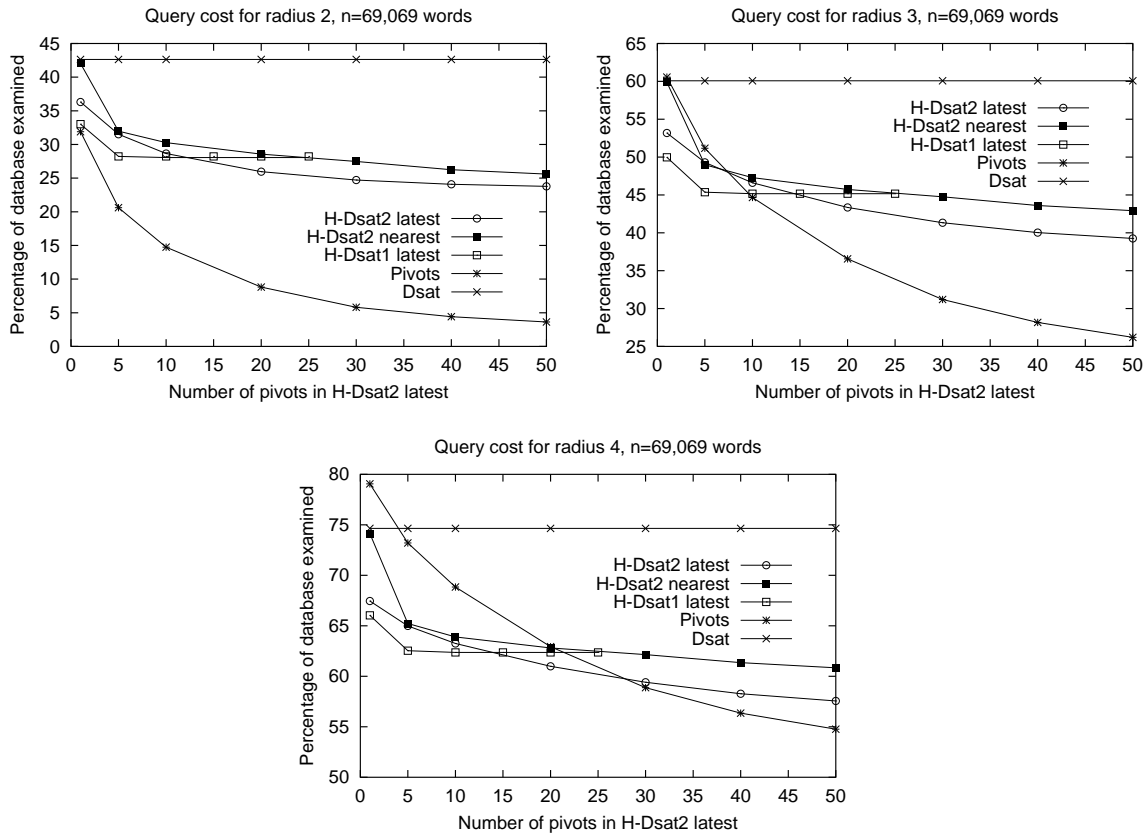 Query cost for radius 2, n=69,069 words
Percentage of database examined
45
40
35
30
25
20
15
10
5
0
H-Dsat2 latest
H-Dsat2 nearest
H-Dsat1 latest
Pivots
Dsat
0 5 10 15 20 25 30 35 40 45 50
Number of pivots in H-Dsat2 latest
Query cost for radius 3, n=69,069 words
Percentage of database examined
65
60
55
50
45
40
35
30
25
H-Dsat2 latest
H-Dsat2 nearest
H-Dsat1 latest
Pivots
Dsat
0 5 10 15 20 25 30 35 40 45 50
Number of pivots in H-Dsat2 latest
Query cost for radius 4, n=69,069 words
Percentage of database examined
80
75
70
65
60
55
50
H-Dsat2 latest
H-Dsat2 nearest
H-Dsat1 latest
Pivots
Dsat
0 5 10 15 20 25 30 35 40 45 50
Number of pivots in H-Dsat2 latest